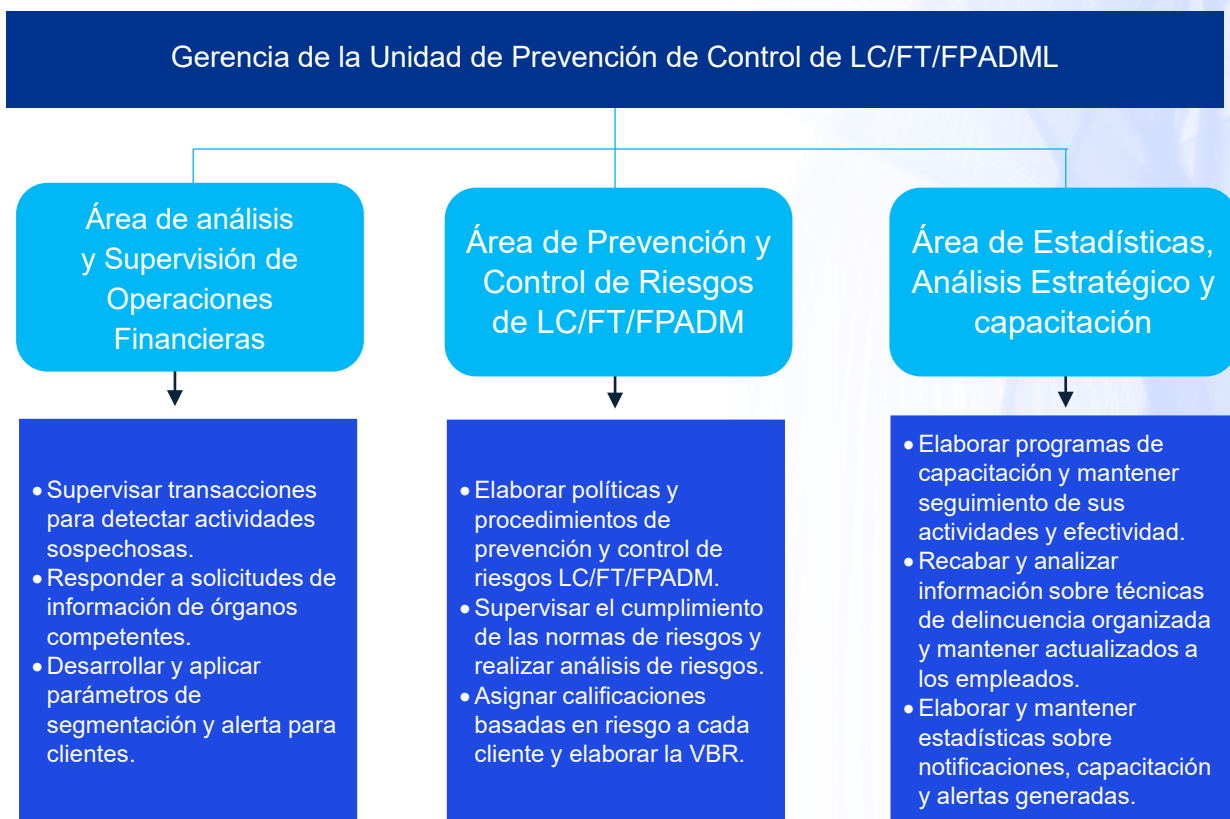 Gerencia de la Unidad de Prevención de Control de LC/FT/FPADML
Área de análisis
y Supervisión de
Operaciones
Financieras
• Supervisar transacciones
para detectar actividades
sospechosas.
• Responder a solicitudes de
información de órganos
competentes.
• Desarrollar y aplicar
parámetros de
segmentación y alerta para
clientes.
Área de Prevención y
Control de Riesgos
de LC/FT/FPADM
• Elaborar políticas y
procedimientos de
prevención y control de
riesgos LC/FT/FPADM.
• Supervisar el cumplimiento
de las normas de riesgos y
realizar análisis de riesgos.
• Asignar calificaciones
basadas en riesgo a cada
cliente y elaborar la VBR.
Área de Estadísticas,
Análisis Estratégico y
capacitación
• Elaborar programas de
capacitación y mantener
seguimiento de sus
actividades y efectividad.
• Recabar y analizar
información sobre técnicas
de delincuencia organizada
y mantener actualizados a
los empleados.
• Elaborar y mantener
estadísticas sobre
notificaciones, capacitación
y alertas generadas.